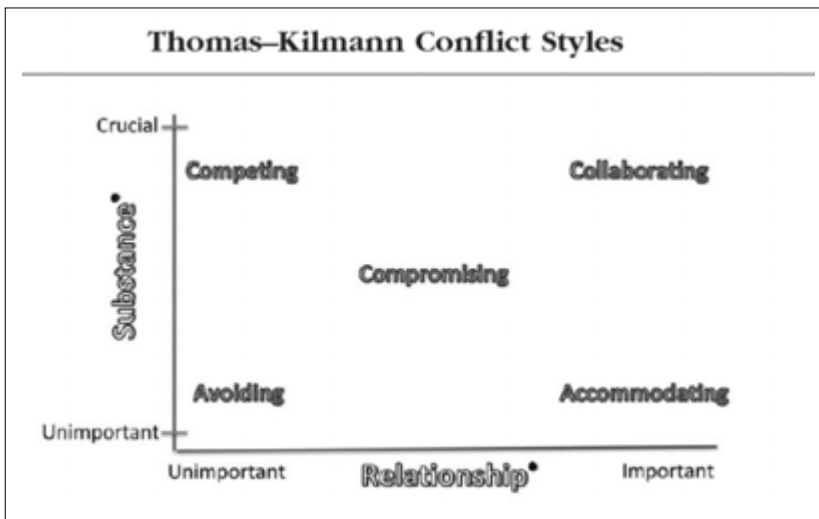 Thomas–Kilmann Conflict Styles
Crucial
Competing
Collaborating
Substance•
Compromising
Avoiding
Accommodating
Unimportant
Unimportant
Relationship•
Important